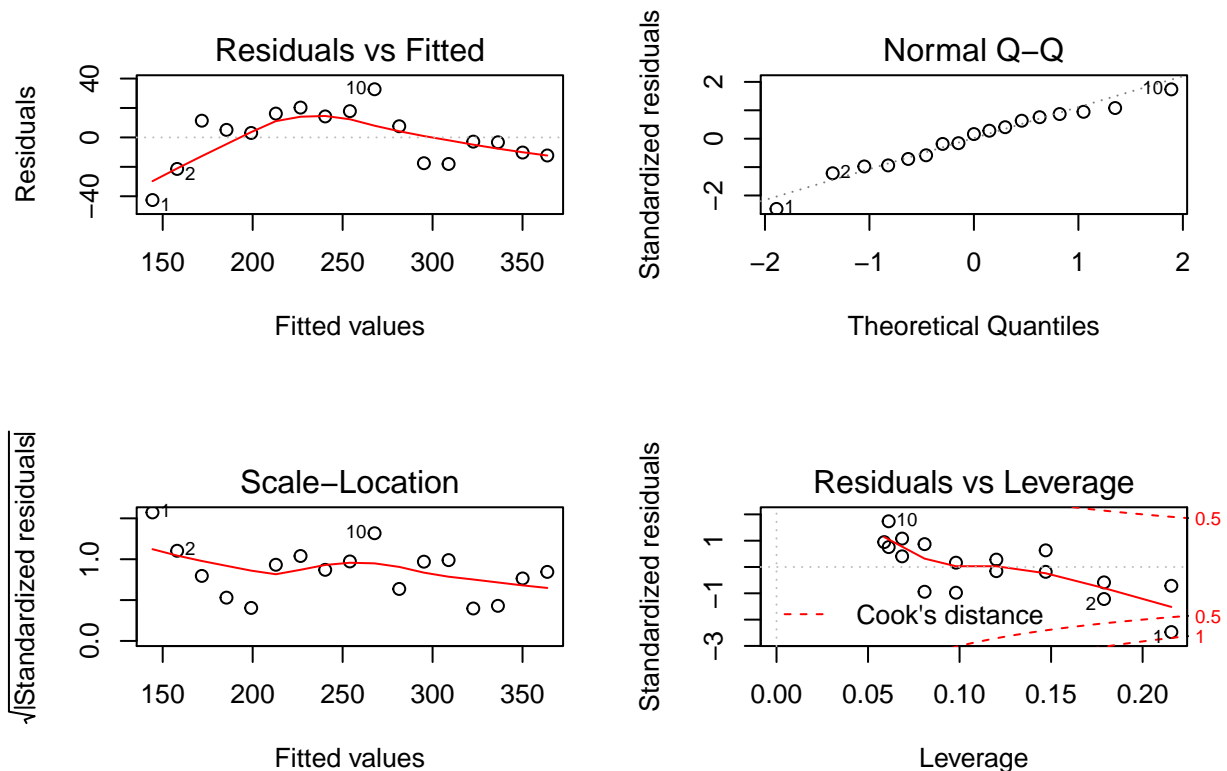 Residuals vs Fitted
Residuals
40
0
−40
10
2
1
150 200 250 300 350
Fitted values
Normal Q−Q
Standardized residuals
2
0
−2
10
2
1
−2 −1 0 1 2
Theoretical Quantiles
Scale−Location
√|Standardized residuals|
1.0
0.0
1
2
10
150 200 250 300 350
Fitted values
Residuals vs Leverage
Standardized residuals
1
−1
−3
10
2
1
Cook's distance
0.5
0.5
1
0.00 0.05 0.10 0.15 0.20
Leverage